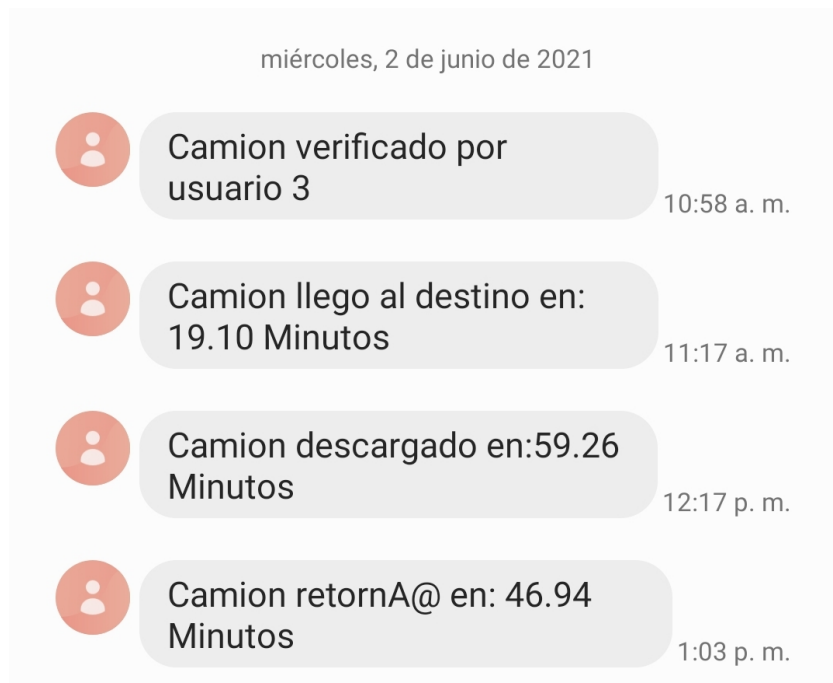 miércoles, 2 de junio de 2021
Camion verificado por
usuario 3
10:58 a. m.
Camion llego al destino en:
19.10 Minutos
11:17 a. m.
Camion descargado en:59.26
Minutos
12:17 p. m.
Camion retornA@ en: 46.94
Minutos
1:03 p. m.